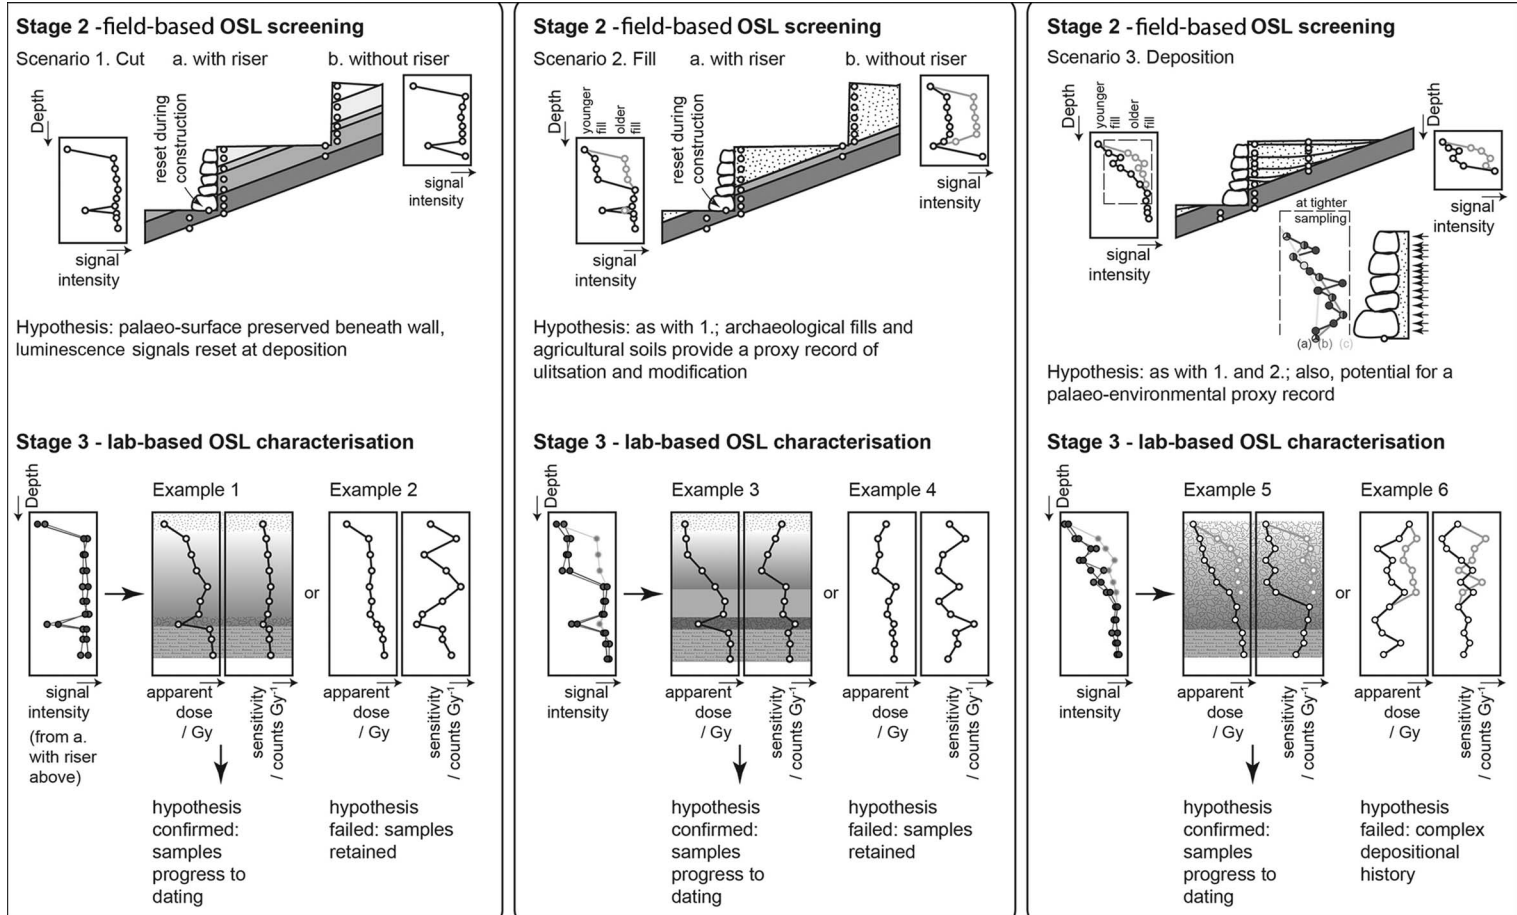 Stage 2 -field-based OSL screening
Scenario 1. Cut a. with riser b. without riser
Depth
reset during
construction
signal
intensity
signal
intensity
Hypothesis: palaeo-surface preserved beneath wall,
luminescence signals reset at deposition
Stage 3 - lab-based OSL characterisation
Depth
Example 1
Example 2
or
signal
intensity
(from a.
with riser
above)
apparent
dose
/ Gy
sensitivity
/ counts Gy⁻¹
apparent
dose
/ Gy
sensitivity
/ counts Gy⁻¹
hypothesis
confirmed:
samples
progress to
dating
hypothesis
failed: samples
retained
Stage 2 -field-based OSL screening
Scenario 2. Fill a. with riser b. without riser
Depth
younger
fill
older
fill
reset during
construction
Depth
signal
intensity
signal
intensity
Hypothesis: as with 1.; archaeological fills and
agricultural soils provide a proxy record of
ulitsation and modification
Stage 3 - lab-based OSL characterisation
Depth
Example 3
Example 4
or
signal
intensity
apparent
dose
/ Gy
sensitivity
/ counts Gy⁻¹
apparent
dose
/ Gy
sensitivity
/ counts Gy⁻¹
hypothesis
confirmed:
samples
progress to
dating
hypothesis
failed: samples
retained
Stage 2 -field-based OSL screening
Scenario 3. Deposition
Depth
younger
fill
older
fill
Depth
signal
intensity
signal
intensity
at tighter
sampling
(a) (b) (c)
Hypothesis: as with 1. and 2.; also, potential for a
palaeo-environmental proxy record
Stage 3 - lab-based OSL characterisation
Depth
Example 5
Example 6
or
signal
intensity
apparent
dose
/ Gy
sensitivity
/ counts Gy⁻¹
apparent
dose
/ Gy
sensitivity
/ counts Gy⁻¹
hypothesis
confirmed:
samples
progress to
dating
hypothesis
failed: complex
depositional
history